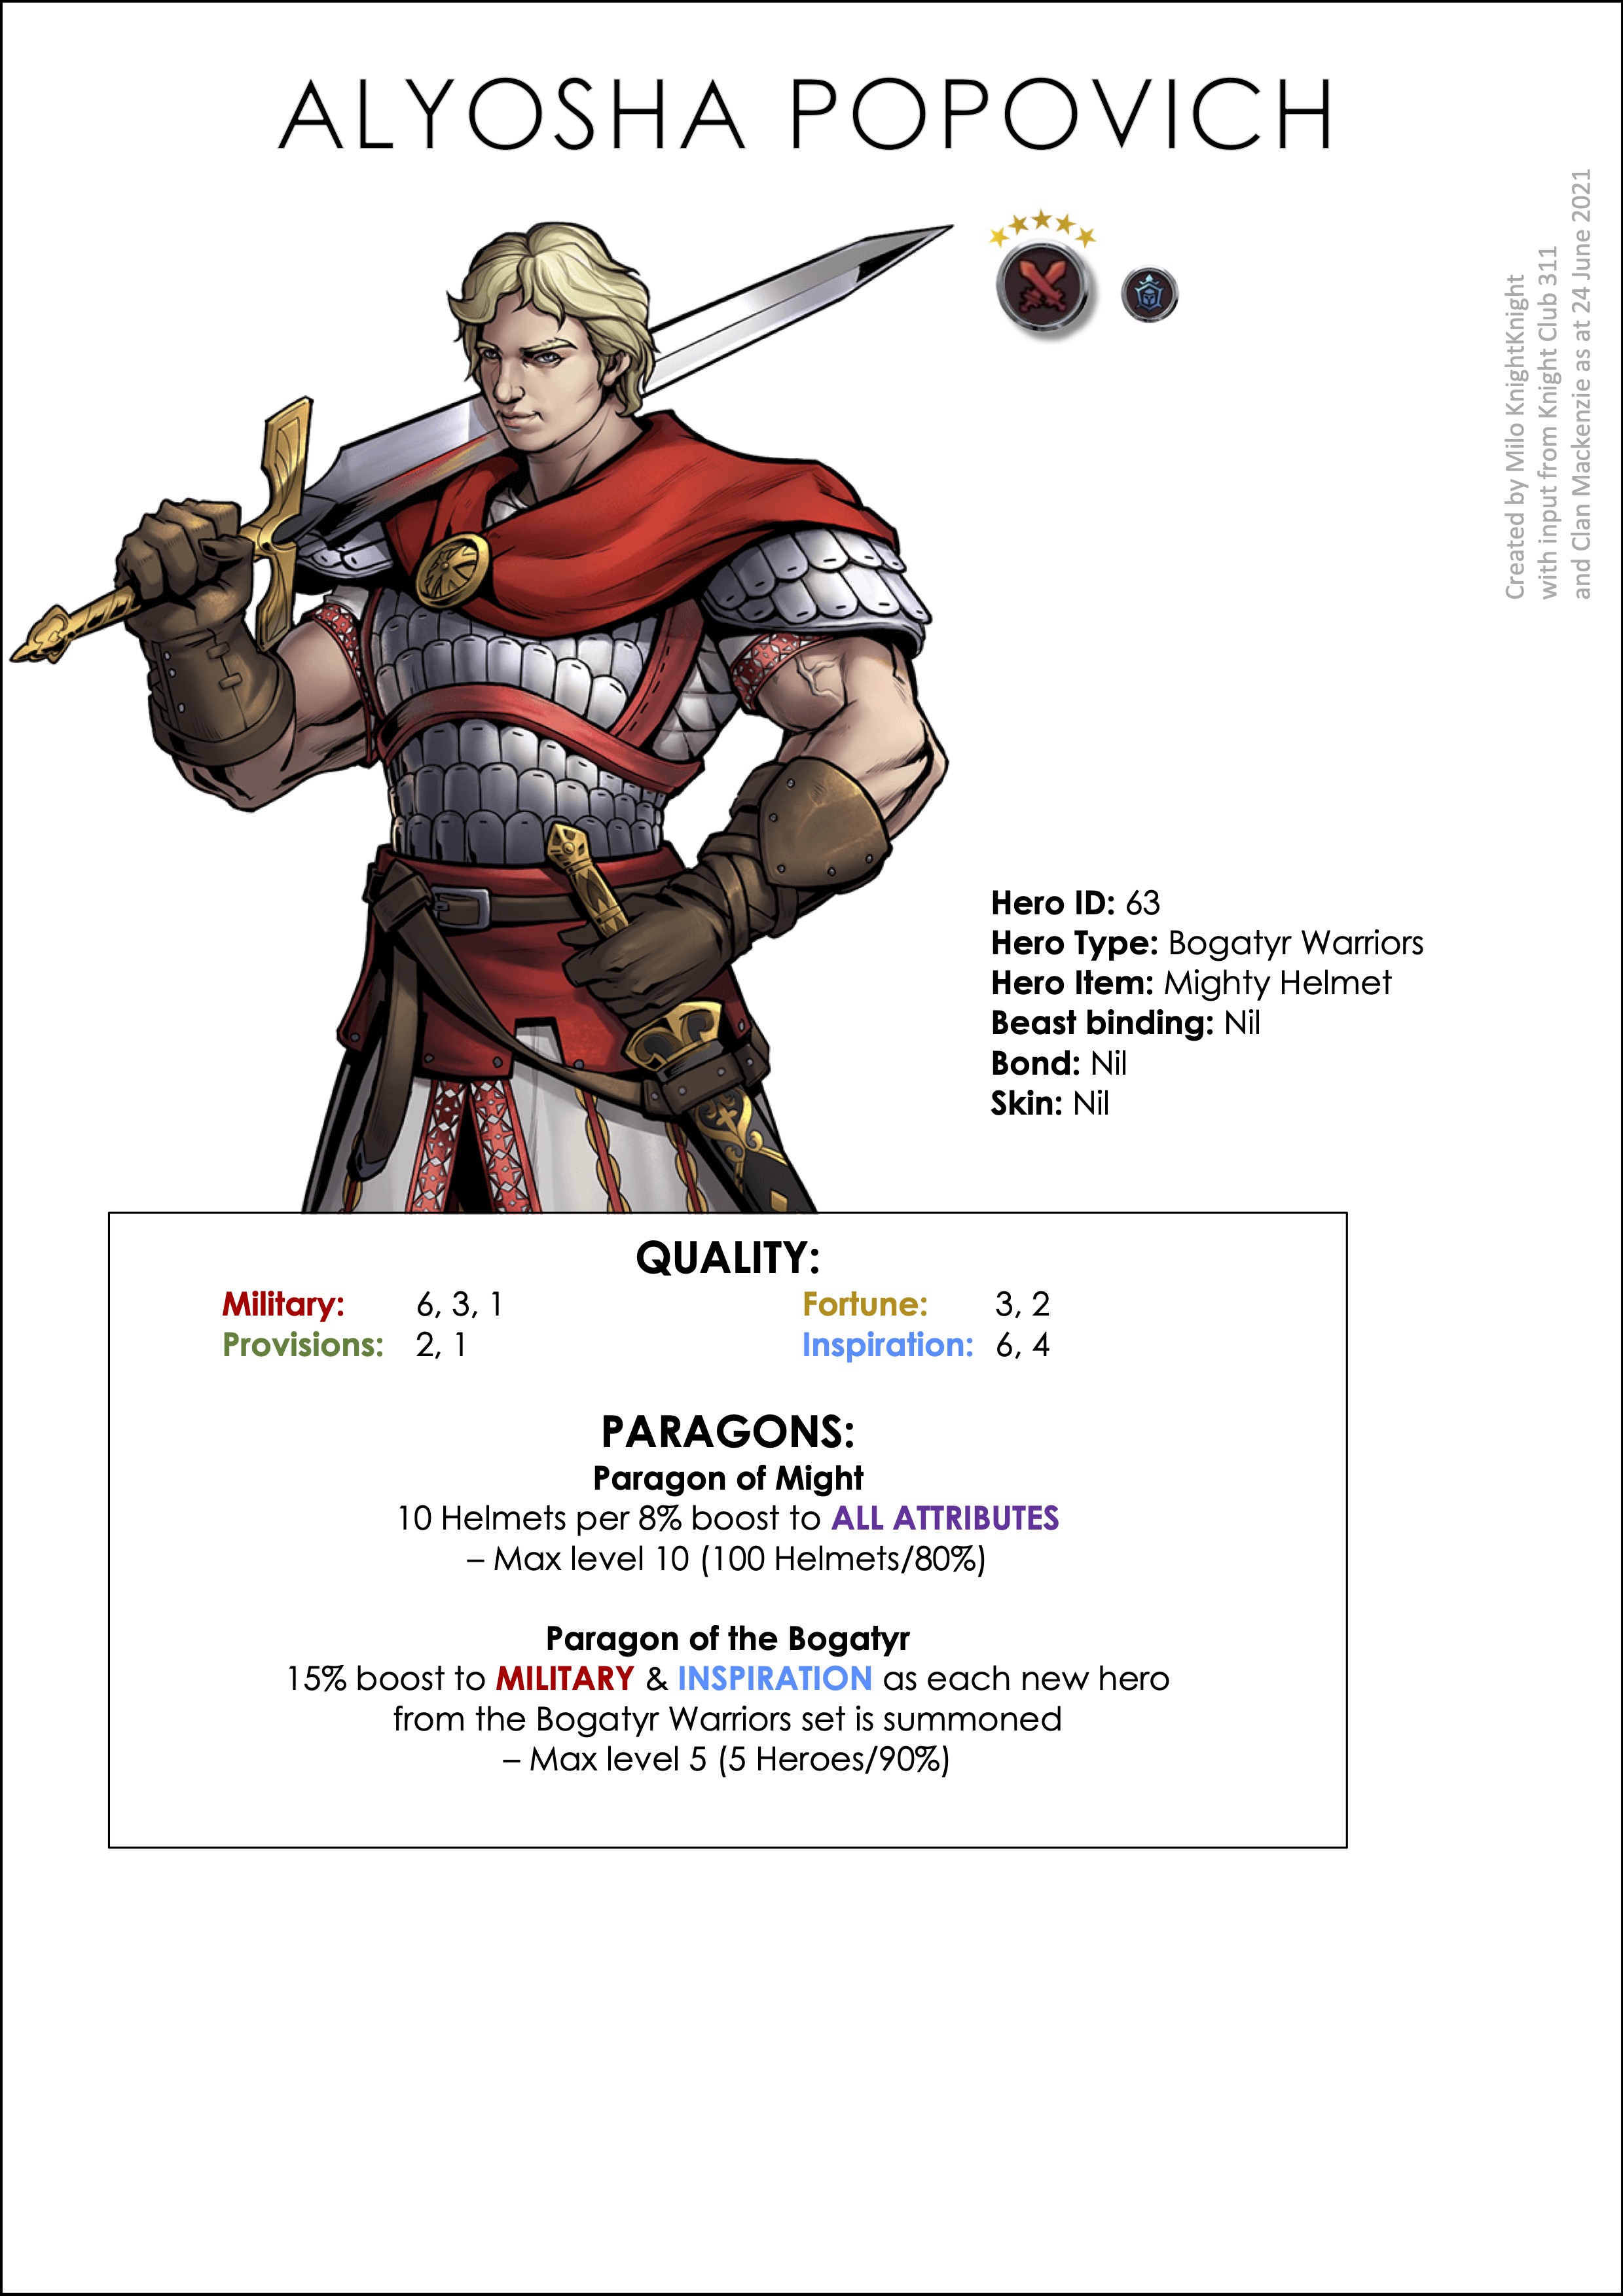 ALYOSHA POPOVICH
Created by Milo KnightKnight
with input from Knight Club 311
and Clan Mackenzie as at 24 June 2021
Hero ID: 63
Hero Type: Bogatyr Warriors
Hero Item: Mighty Helmet
Beast binding: Nil
Bond: Nil
Skin: Nil
QUALITY:
Military: 6, 3, 1 Fortune: 3, 2
Provisions: 2, 1 Inspiration: 6, 4
PARAGONS:
Paragon of Might
10 Helmets per 8% boost to ALL ATTRIBUTES
– Max level 10 (100 Helmets/80%)
Paragon of the Bogatyr
15% boost to MILITARY & INSPIRATION as each new hero
from the Bogatyr Warriors set is summoned
– Max level 5 (5 Heroes/90%)